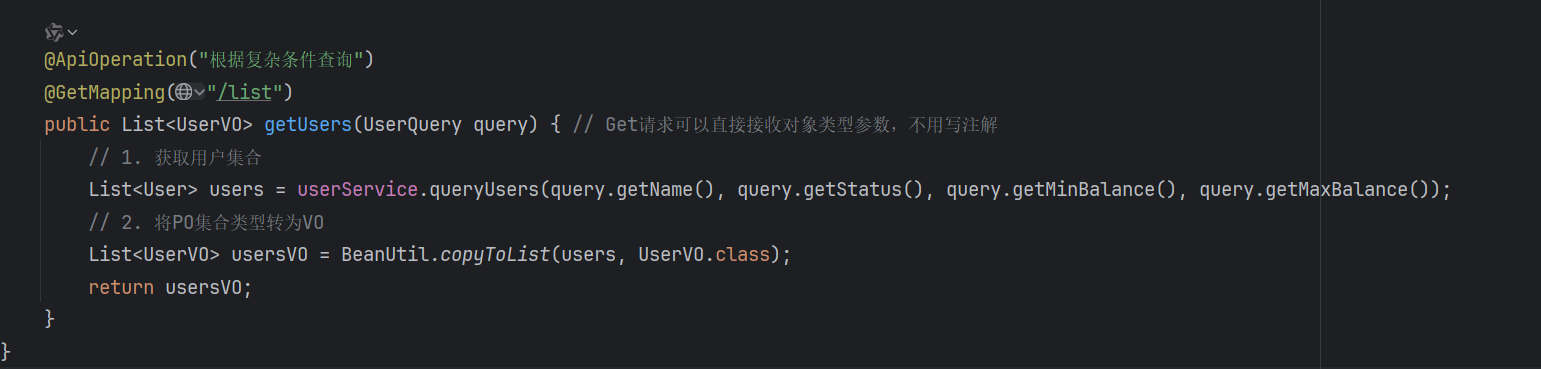 @ApiOperation("根据复杂条件查询")
@GetMapping("/list")
public List<UserVO> getUsers(UserQuery query) { // Get请求可以直接接收对象类型参数，不用写注解
// 1. 获取用户集合
List<User> users = userService.queryUsers(query.getName(), query.getStatus(), query.getMinBalance(), query.getMaxBalance());
// 2. 将PO集合类型转为VO
List<UserVO> usersVO = BeanUtil.copyToList(users, UserVO.class);
return usersVO;
}
}